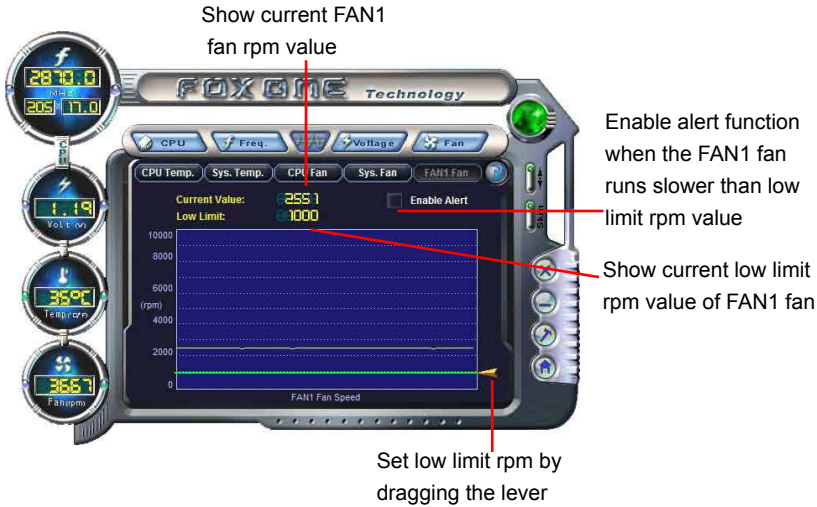 Show current FAN1
fan rpm value
2870.0
MHz
205 * 17.0
CPU
1.19
Volt.(V)
36°C
Temp(°C/°F)
3667
Fan(rpm)
FOX ONE Technology
CPU
Freq.
Voltage
Fan
CPU Temp.
Sys. Temp.
CPU Fan
Sys. Fan
FAN1 Fan
?
Current Value: 2551
Enable Alert
Low Limit: 1000
10000
8000
6000
(rpm)
4000
2000
0
FAN1 Fan Speed
Skin
Enable alert function
when the FAN1 fan
runs slower than low
limit rpm value
Show current low limit
rpm value of FAN1 fan
Set low limit rpm by
dragging the lever